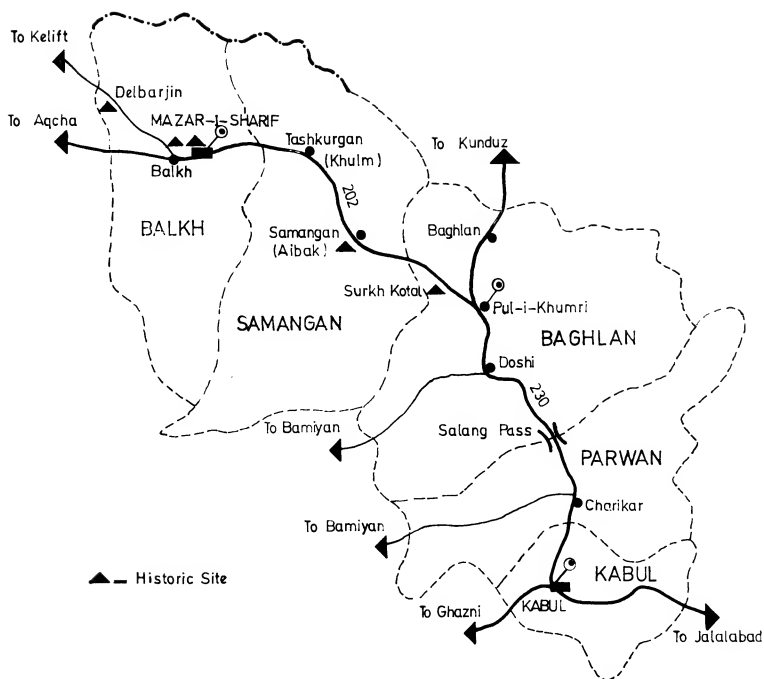 To Kelift
Delbarjin
To Aqcha
MAZAR-I-SHARIF
Balkh
Tashkurgan
(Khulm)
To Kunduz
202
BALKH
Samangan
(Aibak)
Baghlan
Surkh Kotal
Pul-i-Khumri
SAMANGAN
BAGHLAN
Doshi
230
To Bamiyan
Salang Pass
PARWAN
Charikar
To Bamiyan
Historic Site
KABUL
KABUL
To Ghazni
To Jalalabad